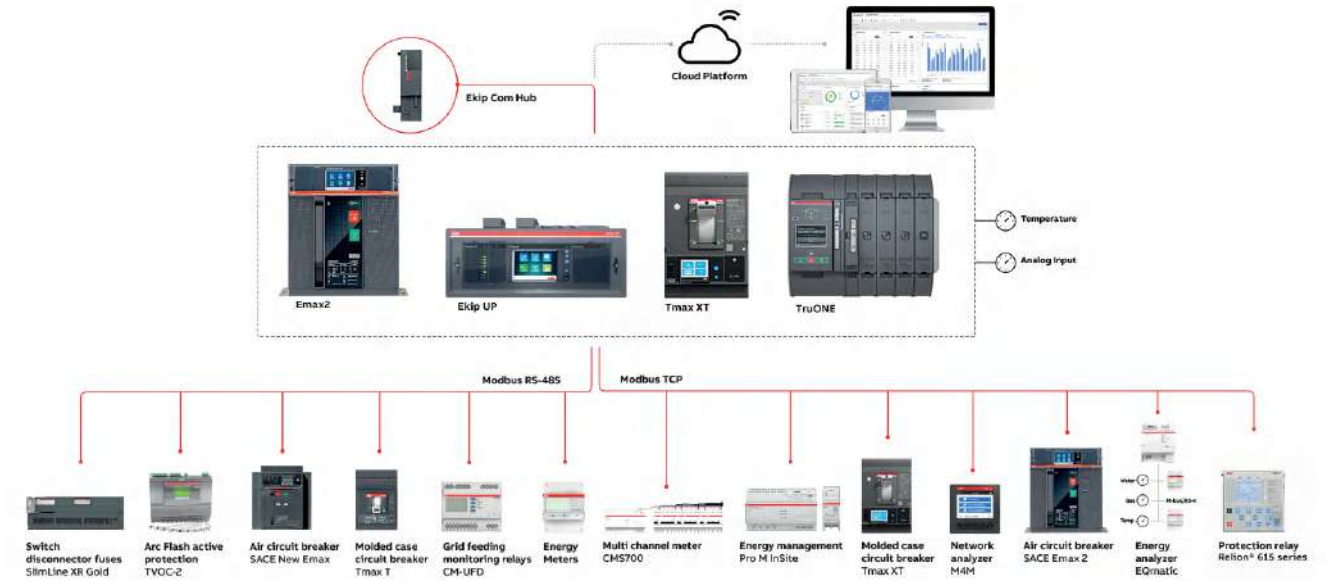 Cloud Platform
Ekip Com Hub
Emax2
Ekip UP
Tmax XT
TruONE
Temperature
Analog Input
Modbus RS-485
Modbus TCP
Switch
disconnector fuses
SlimLine XR Gold
Arc Flash active
protection
TVOC-2
Air circuit breaker
SACE New Emax
Molded case
circuit breaker
Tmax T
Grid feeding
monitoring relays
CM-UFD
Energy
Meters
Multi channel meter
CMS700
Energy management
Pro M InSite
Molded case
circuit breaker
Tmax XT
Network
analyzer
M4M
Air circuit breaker
SACE Emax 2
Water
Gas
Temp
Energy
analyzer
EQmatic
Protection relay
Relion® 615 series